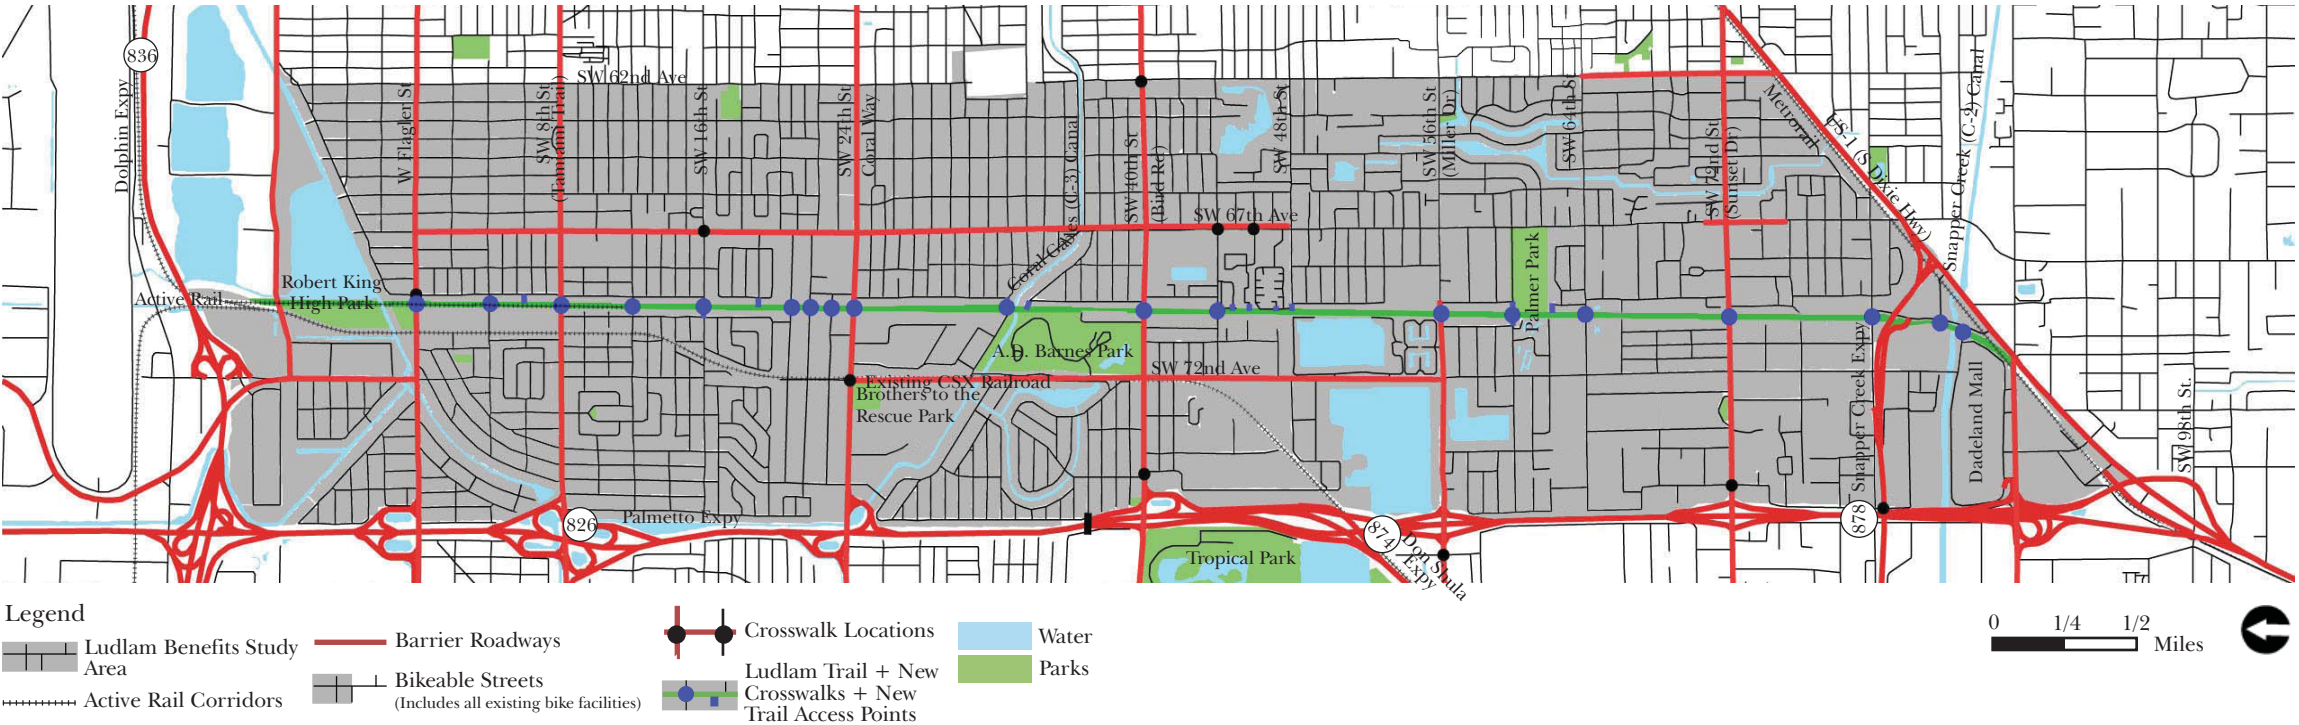 836
Dolphin Expy
W Flagler St
SW 8th St
(Tamiami Trail)
SW 62nd Ave
SW 16th St
SW 24th St
Coral Way
Coral Gables (C-3) Canal
SW 40th St
(Bird Rd)
SW 67th Ave
SW 48th St
SW 56th St
(Miller Dr)
SW 64th St
SW 72nd St
(Sunset Dr)
Metrorail
US-1 (S Dixie Hwy)
Snapper Creek (C-2) Canal
Active Rail
Robert King
High Park
A.D. Barnes Park
SW 72nd Ave
Existing CSX Railroad
Brothers to the
Rescue Park
Palmer Park
Snapper Creek Expy
Dadeland Mall
SW 98th St.
826
Palmetto Expy
Tropical Park
874
Don Shula
Expy
878
Legend
Ludlam Benefits Study
Area
Active Rail Corridors
Barrier Roadways
Bikeable Streets
(Includes all existing bike facilities)
Crosswalk Locations
Ludlam Trail + New
Crosswalks + New
Trail Access Points
Water
Parks
0 1/4 1/2
Miles